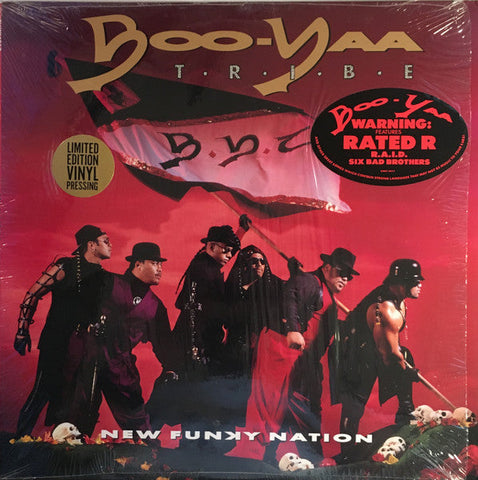 BOO-YAA
T·R·I·B·E
B.Y.T
LIMITED
EDITION
VINYL
PRESSING
BOO-YAA
WARNING:
FEATURES
RATED R
R.A.I.D.
SIX BAD BROTHERS
NEW FUNKY NATION